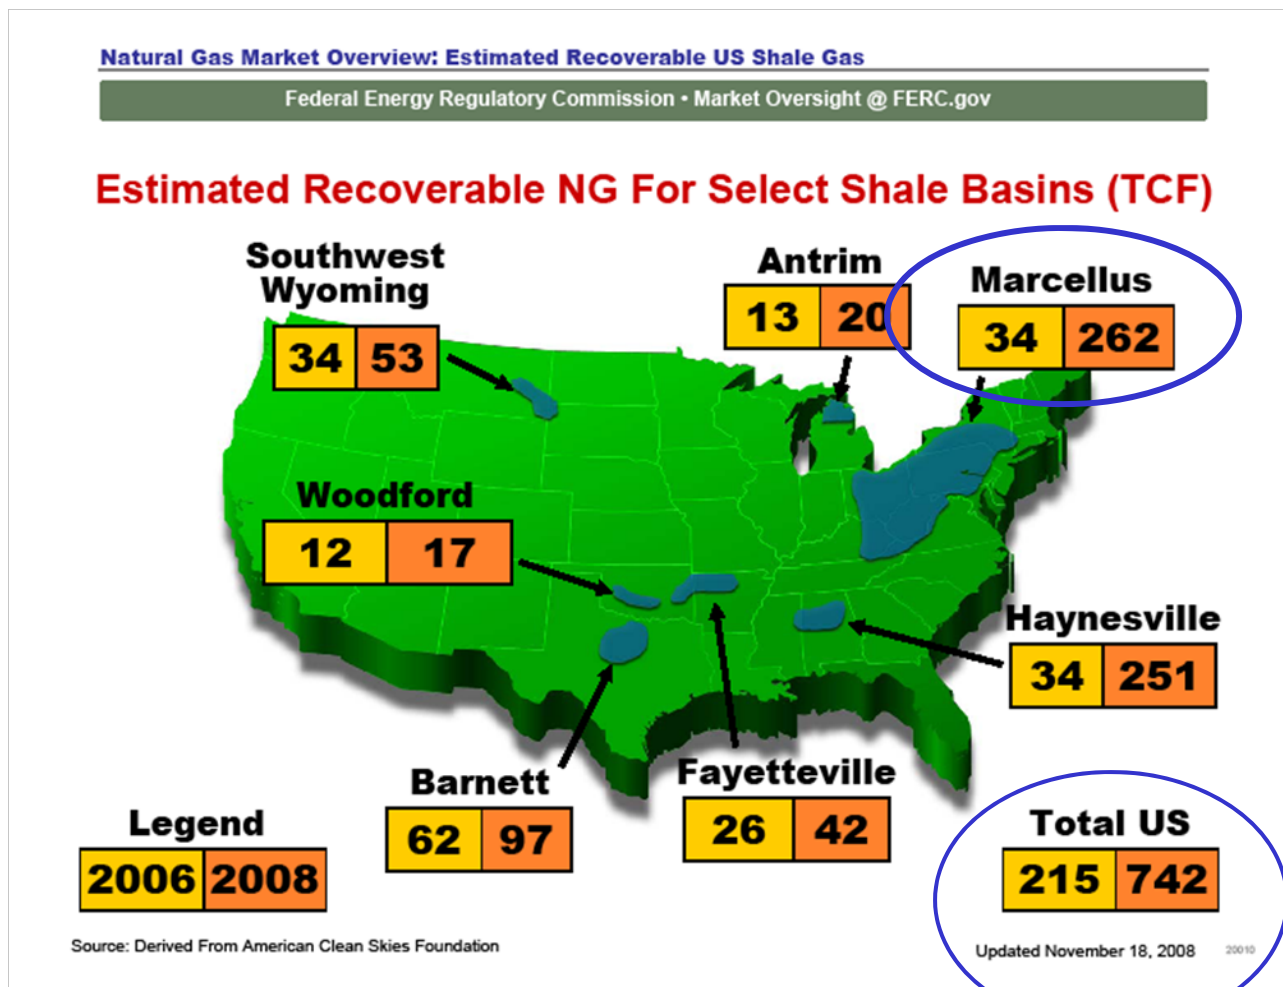 Natural Gas Market Overview: Estimated Recoverable US Shale Gas
Federal Energy Regulatory Commission • Market Oversight @ FERC.gov
Estimated Recoverable NG For Select Shale Basins (TCF)
Southwest
Wyoming
34 53
Antrim
13 20
Marcellus
34 262
Woodford
12 17
Haynesville
34 251
Barnett
62 97
Fayetteville
26 42
Legend
2006 2008
Total US
215 742
Source: Derived From American Clean Skies Foundation
Updated November 18, 2008
20010